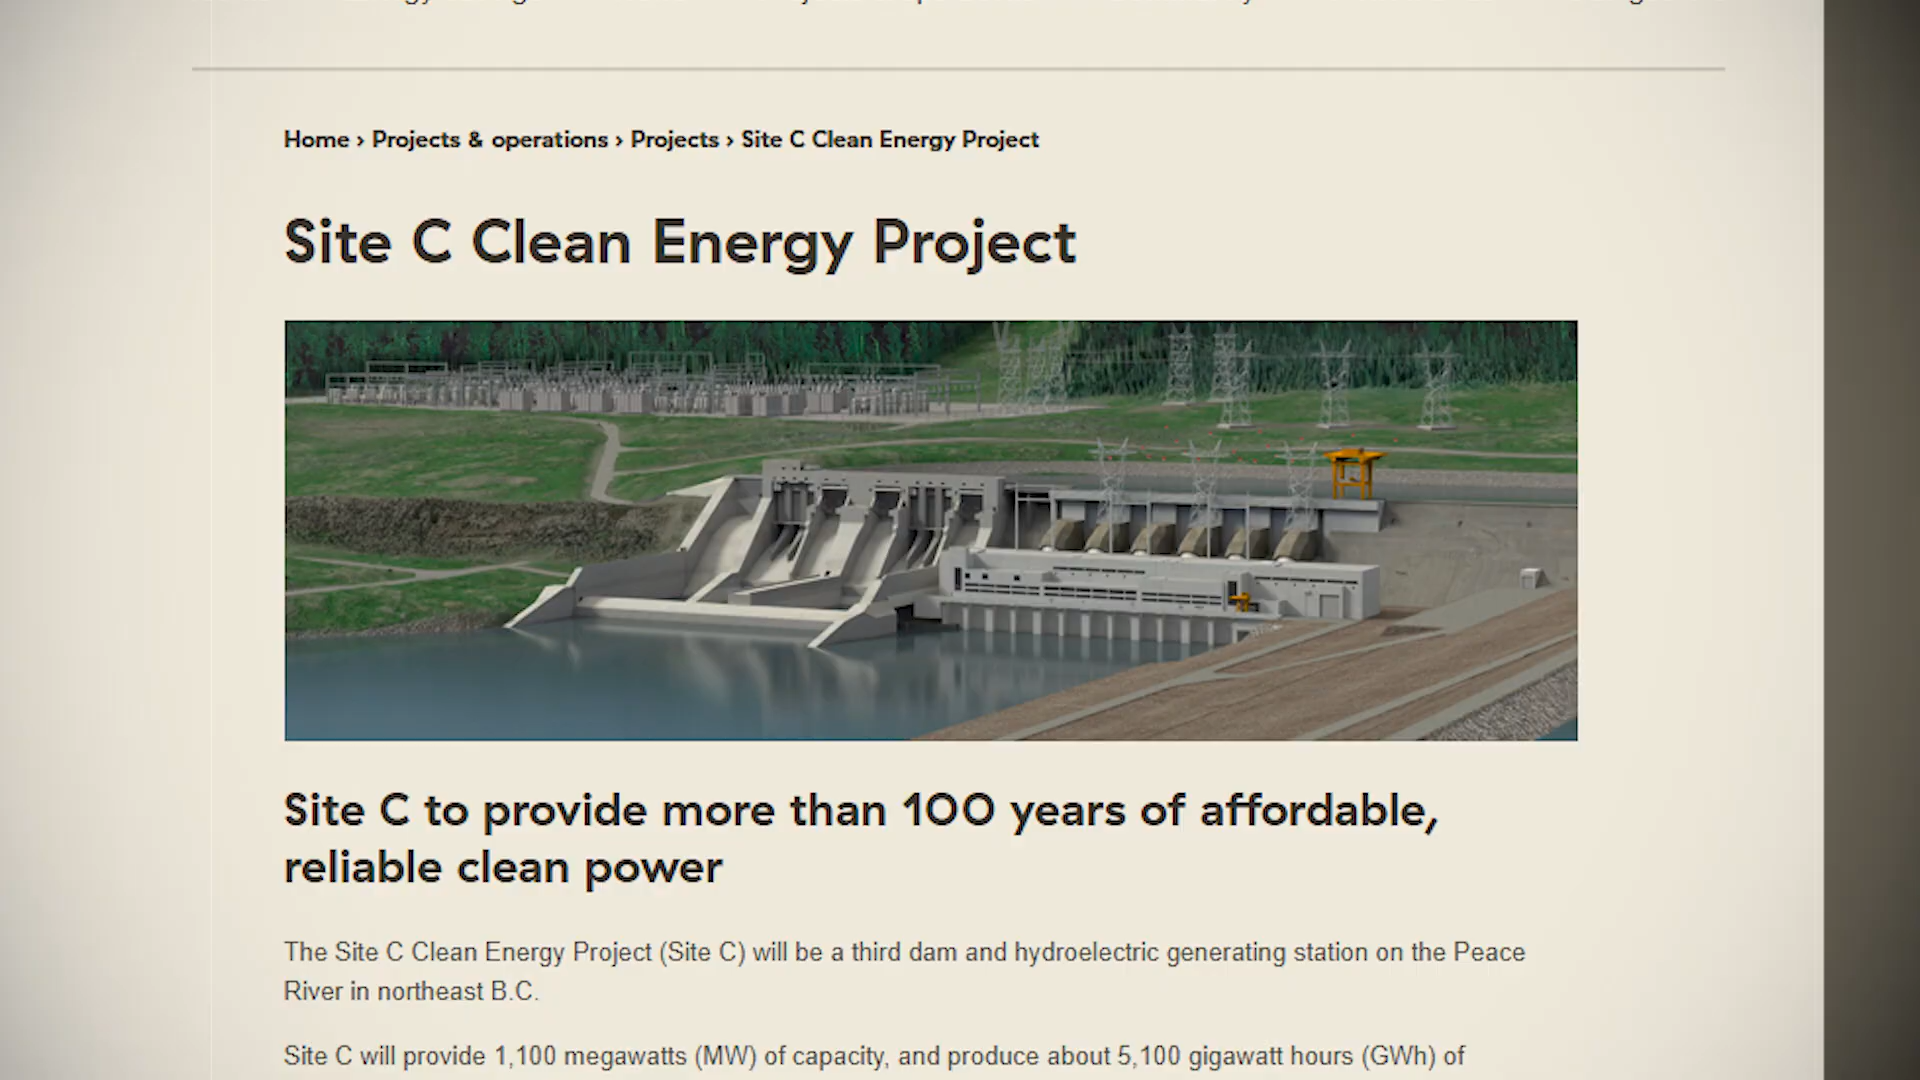 Home › Projects & operations › Projects › Site C Clean Energy Project
Site C Clean Energy Project
Site C to provide more than 100 years of affordable,
reliable clean power
The Site C Clean Energy Project (Site C) will be a third dam and hydroelectric generating station on the Peace
River in northeast B.C.
Site C will provide 1,100 megawatts (MW) of capacity, and produce about 5,100 gigawatt hours (GWh) of